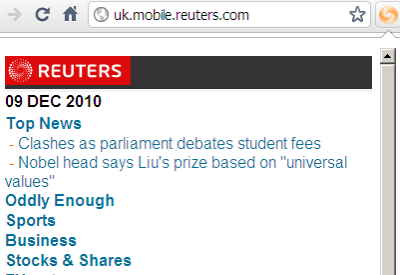 uk.mobile.reuters.com
REUTERS
09 DEC 2010
Top News
- Clashes as parliament debates student fees
- Nobel head says Liu's prize based on "universal
values"
Oddly Enough
Sports
Business
Stocks & Shares